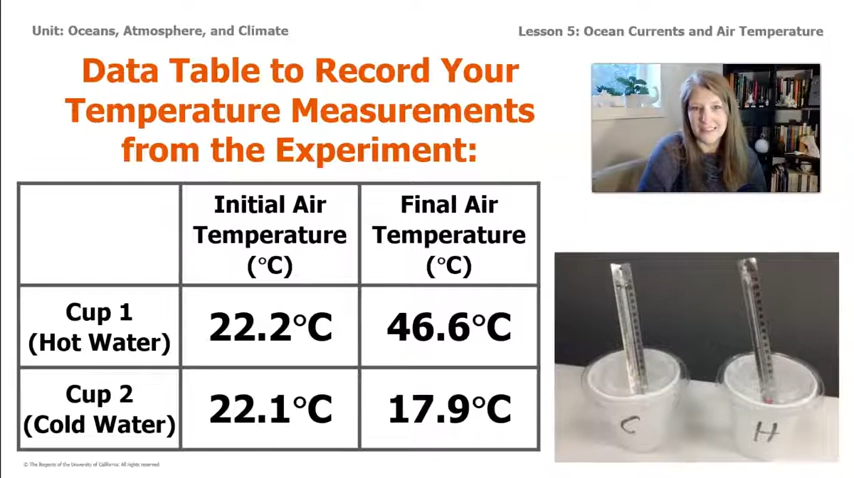 Unit: Oceans, Atmosphere, and Climate
Lesson 5: Ocean Currents and Air Temperature
Data Table to Record Your
Temperature Measurements
from the Experiment:
Initial Air
Temperature
(°C)
Final Air
Temperature
(°C)
Cup 1
(Hot Water)
22.2°C
46.6°C
Cup 2
(Cold Water)
22.1°C
17.9°C
C
H
© The Regents of the University of California. All rights reserved